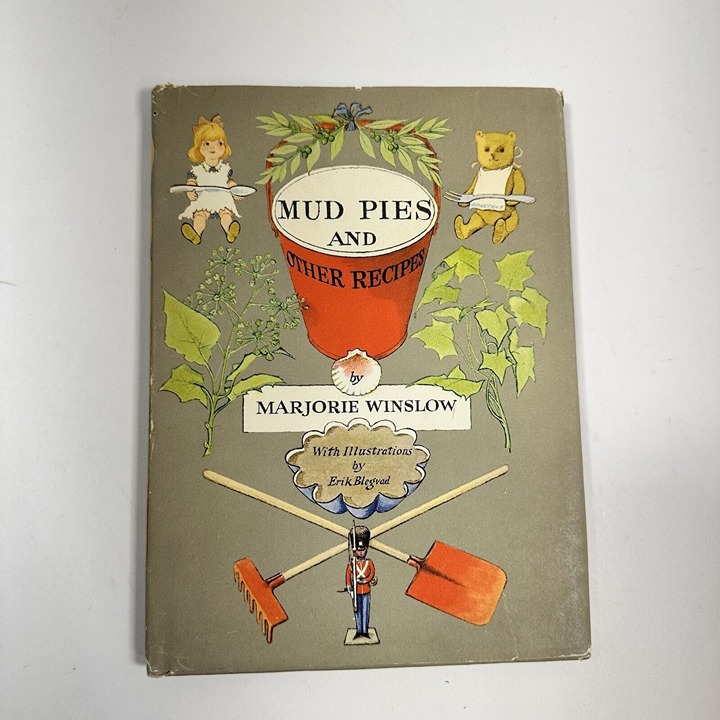 MUD PIES
AND
OTHER RECIPES
by
MARJORIE WINSLOW
With Illustrations
by
Erik Blegvad